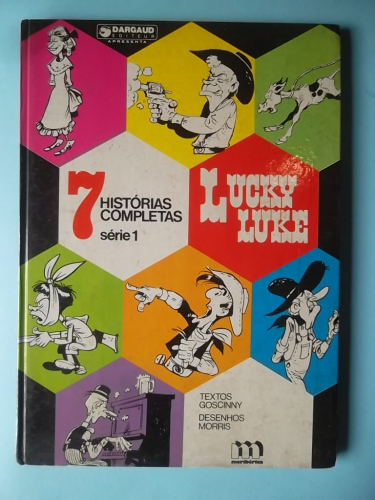 DARGAUD
EDITEUR
APRESENTA
7 HISTÓRIAS
COMPLETAS
série 1
LUCKY
LUKE
TEXTOS
GOSCINNY
DESENHOS
MORRIS
m
meribérica